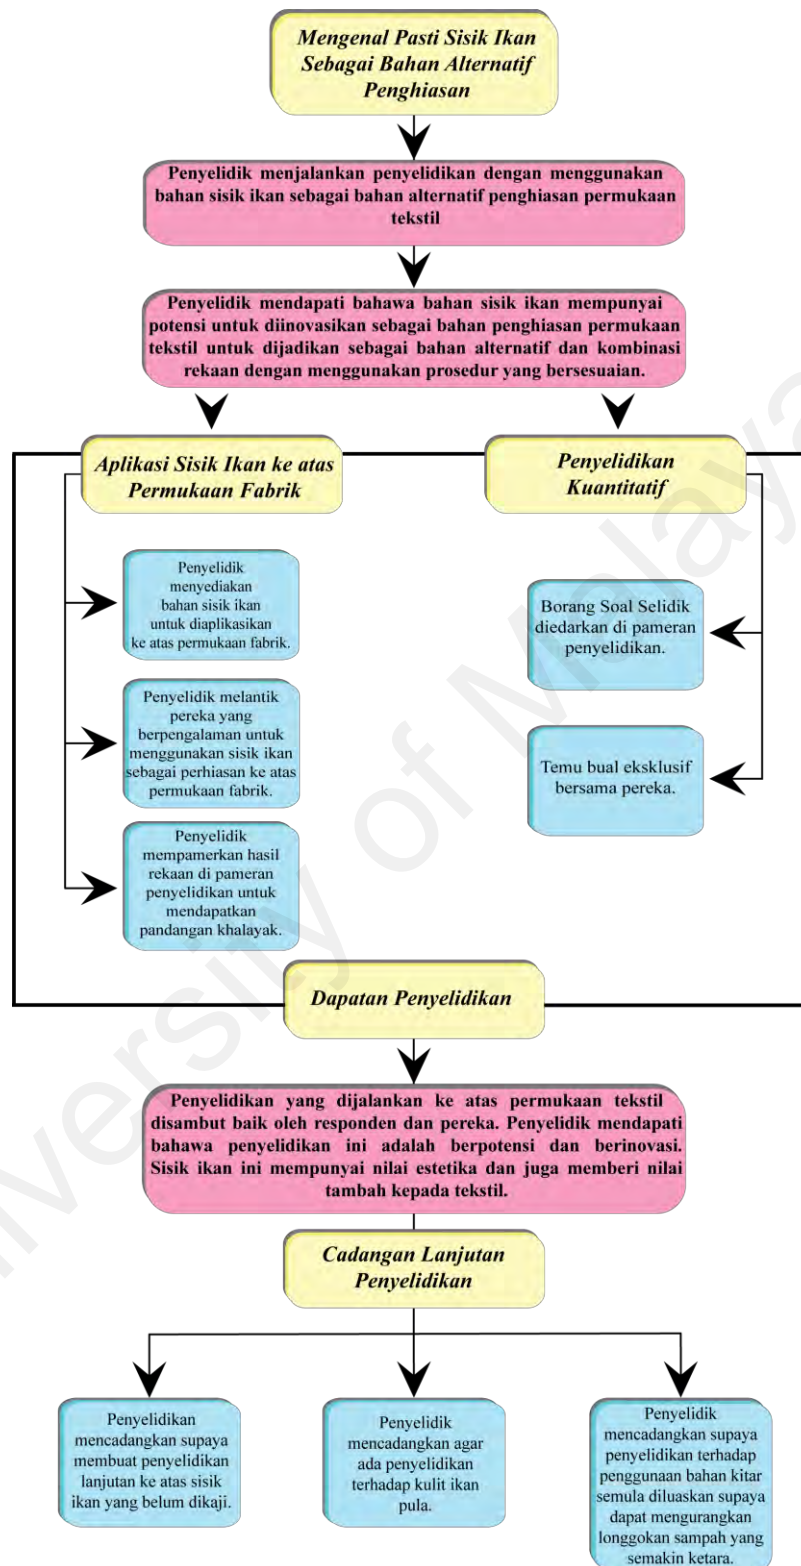 Mengenal Pasti Sisik Ikan
Sebagai Bahan Alternatif
Penghiasan
Penyelidik menjalankan penyelidikan dengan menggunakan
bahan sisik ikan sebagai bahan alternatif penghiasan permukaan
tekstil
Penyelidik mendapati bahawa bahan sisik ikan mempunyai
potensi untuk diinovasikan sebagai bahan penghiasan permukaan
tekstil untuk dijadikan sebagai bahan alternatif dan kombinasi
rekaan dengan menggunakan prosedur yang bersesuaian.
Aplikasi Sisik Ikan ke atas
Permukaan Fabrik
Penyelidik
menyediakan
bahan sisik ikan
untuk diaplikasikan
ke atas permukaan fabrik.
Penyelidik melantik
pereka yang
berpengalaman untuk
menggunakan sisik ikan
sebagai perhiasan ke atas
permukaan fabrik.
Penyelidik
mempamerkan hasil
rekaan di pameran
penyelidikan untuk
mendapatkan
pandangan khalayak.
Penyelidikan
Kuantitatif
Borang Soal Selidik
diedarkan di pameran
penyelidikan.
Temu bual eksklusif
bersama pereka.
Dapatan Penyelidikan
Penyelidikan yang dijalankan ke atas permukaan tekstil
disambut baik oleh responden dan pereka. Penyelidik mendapati
bahawa penyelidikan ini adalah berpotensi dan berinovasi.
Sisik ikan ini mempunyai nilai estetika dan juga memberi nilai
tambah kepada tekstil.
Cadangan Lanjutan
Penyelidikan
Penyelidikan
mencadangkan supaya
membuat penyelidikan
lanjutan ke atas sisik
ikan yang belum dikaji.
Penyelidik
mencadangkan agar
ada penyelidikan
terhadap kulit ikan
pula.
Penyelidik
mencadangkan supaya
penyelidikan terhadap
penggunaan bahan kitar
semula diluaskan supaya
dapat mengurangkan
longgokan sampah yang
semakin ketara.
versity of Malaya